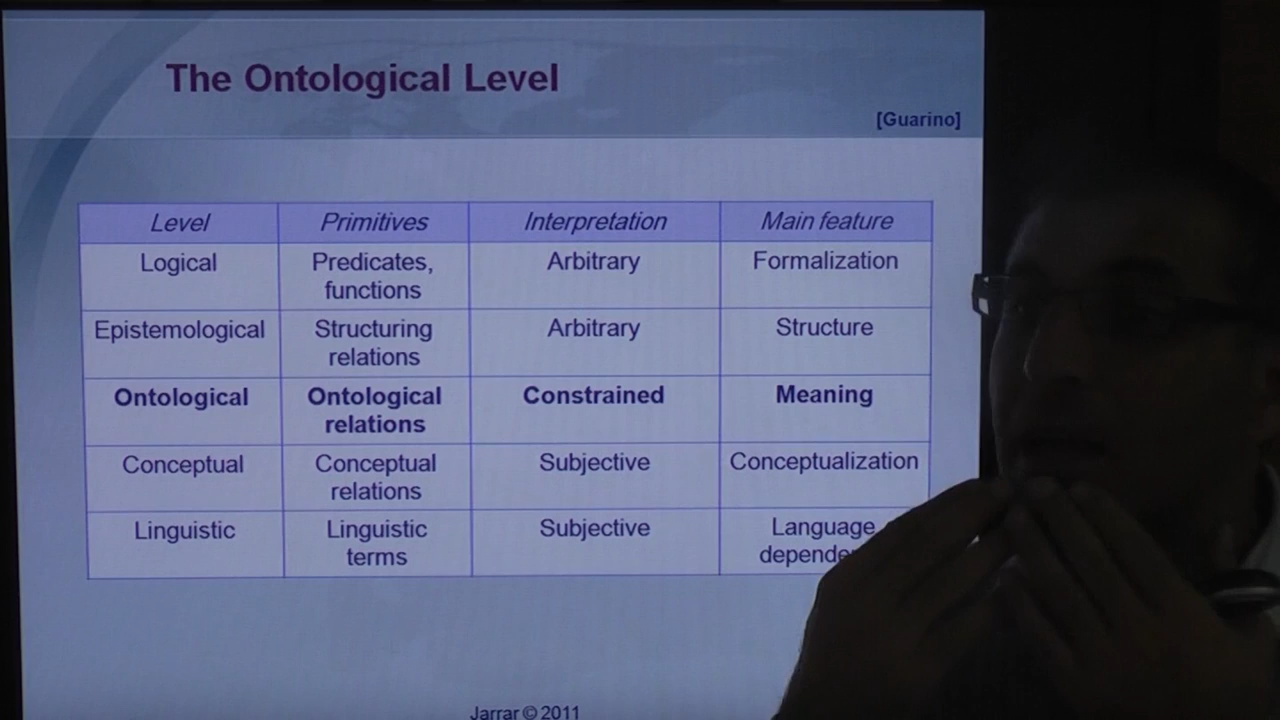 The Ontological Level
[Guarino]
Level Primitives Interpretation Main feature
Logical Predicates, functions Arbitrary Formalization
Epistemological Structuring relations Arbitrary Structure
Ontological Ontological relations Constrained Meaning
Conceptual Conceptual relations Subjective Conceptualization
Linguistic Linguistic terms Subjective Language
Jarrar © 2011